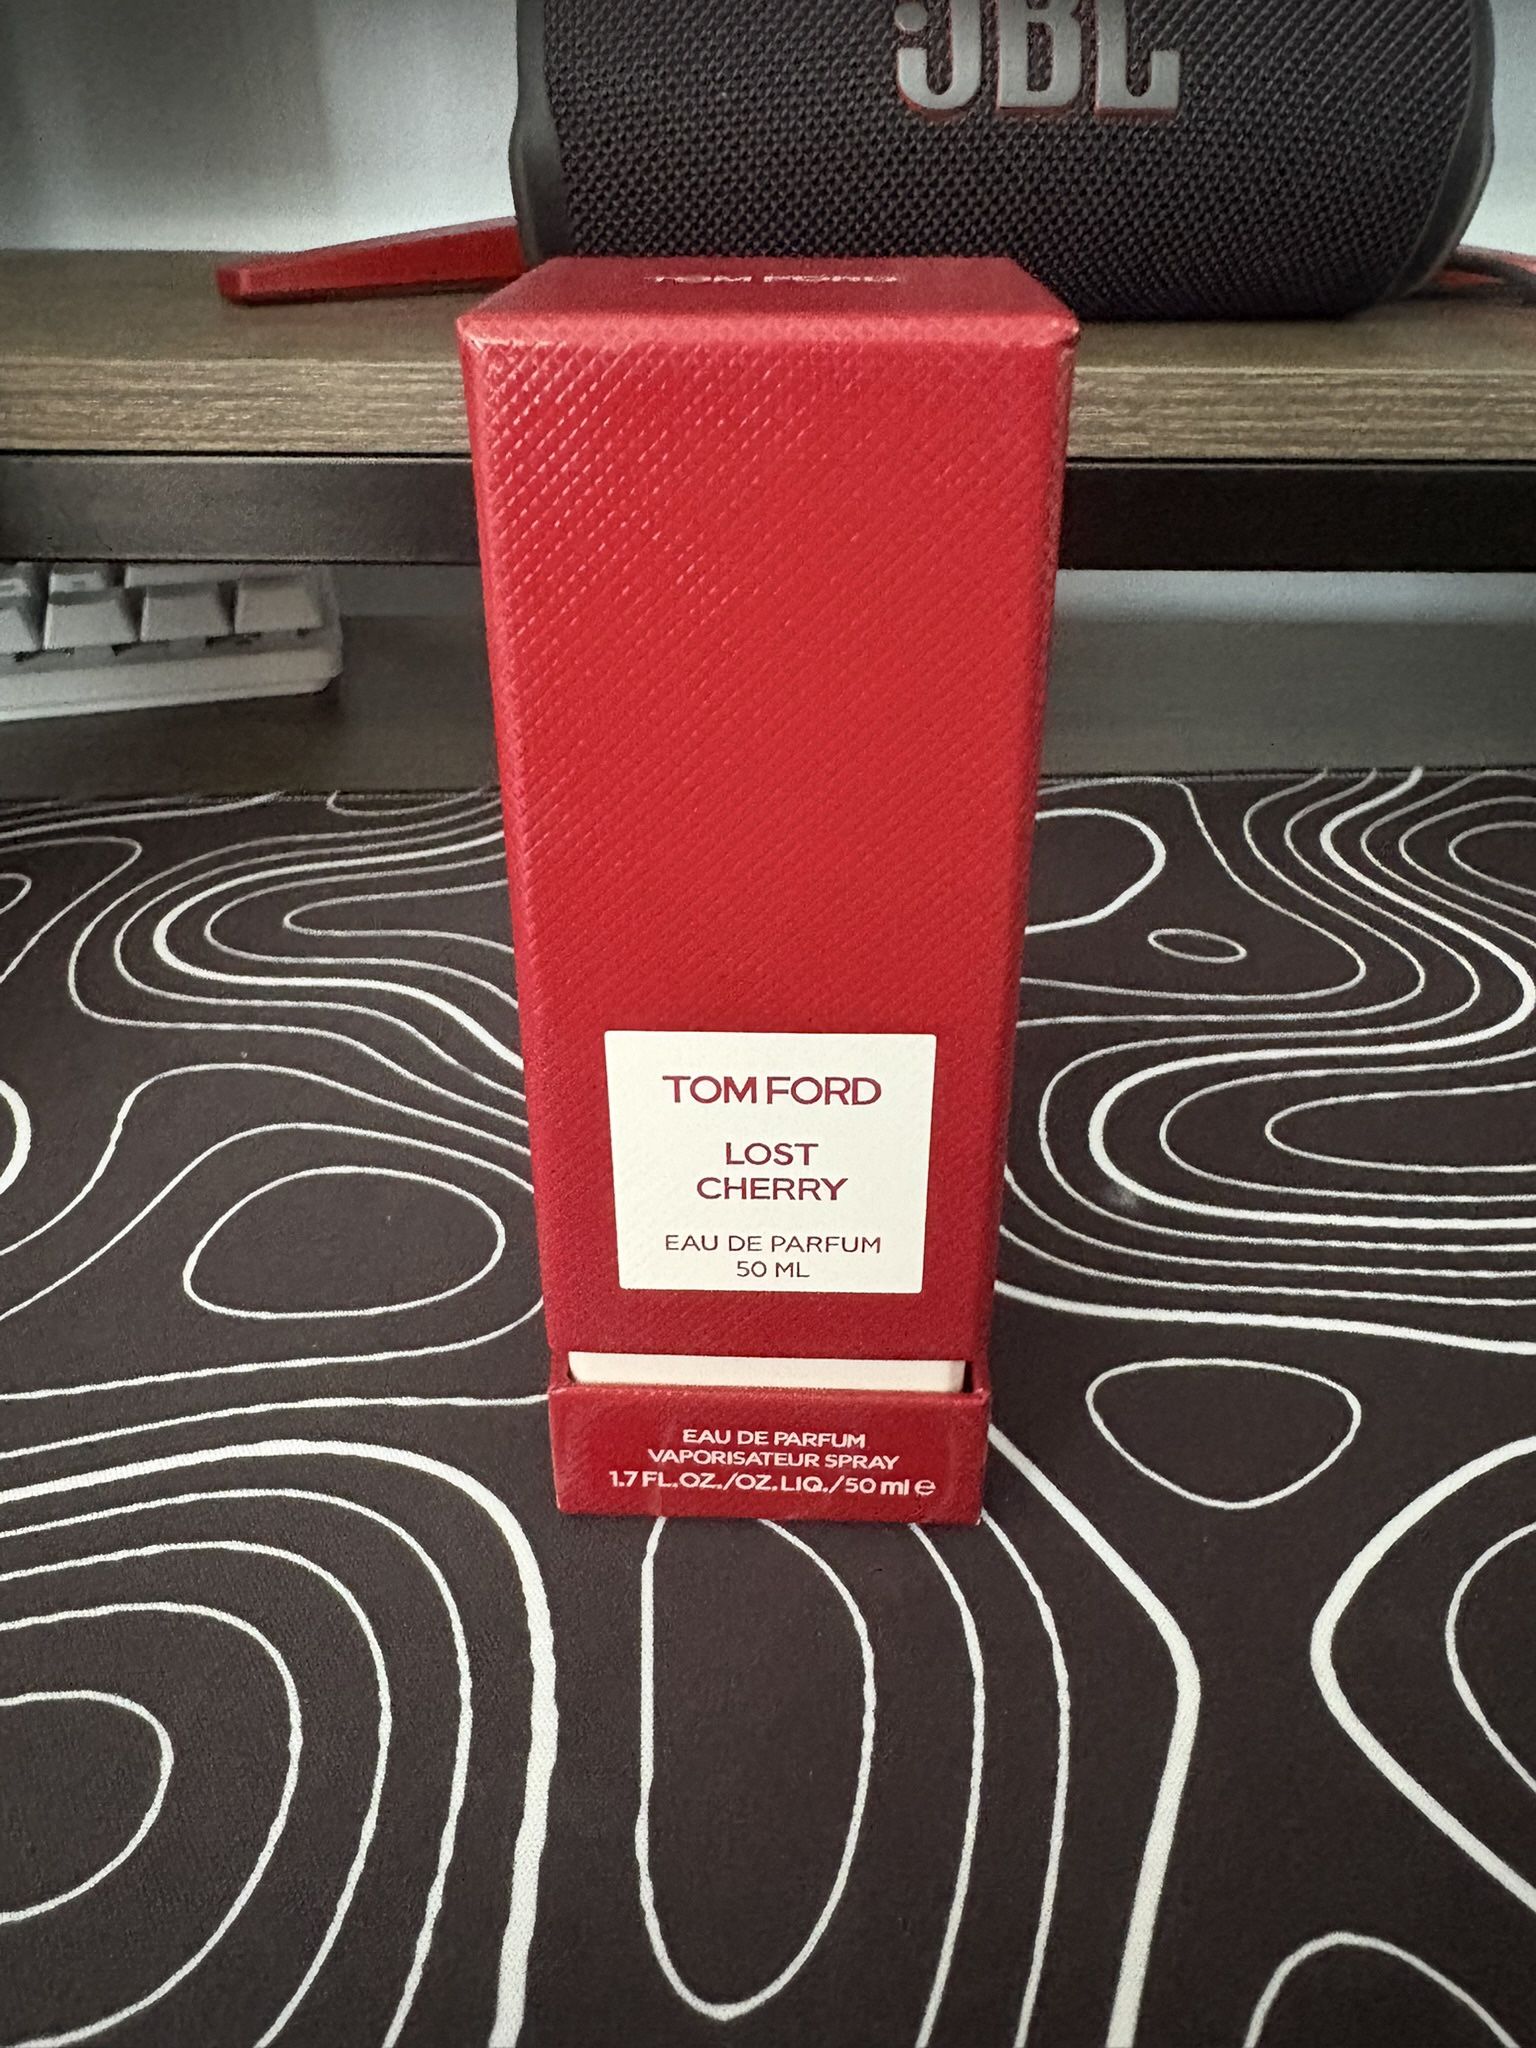 JBL
TOM FORD
TOM FORD
LOST
CHERRY
EAU DE PARFUM
50 ML
EAU DE PARFUM
VAPORISATEUR SPRAY
1.7 FL.OZ./OZ.LIQ./50 ml ℮